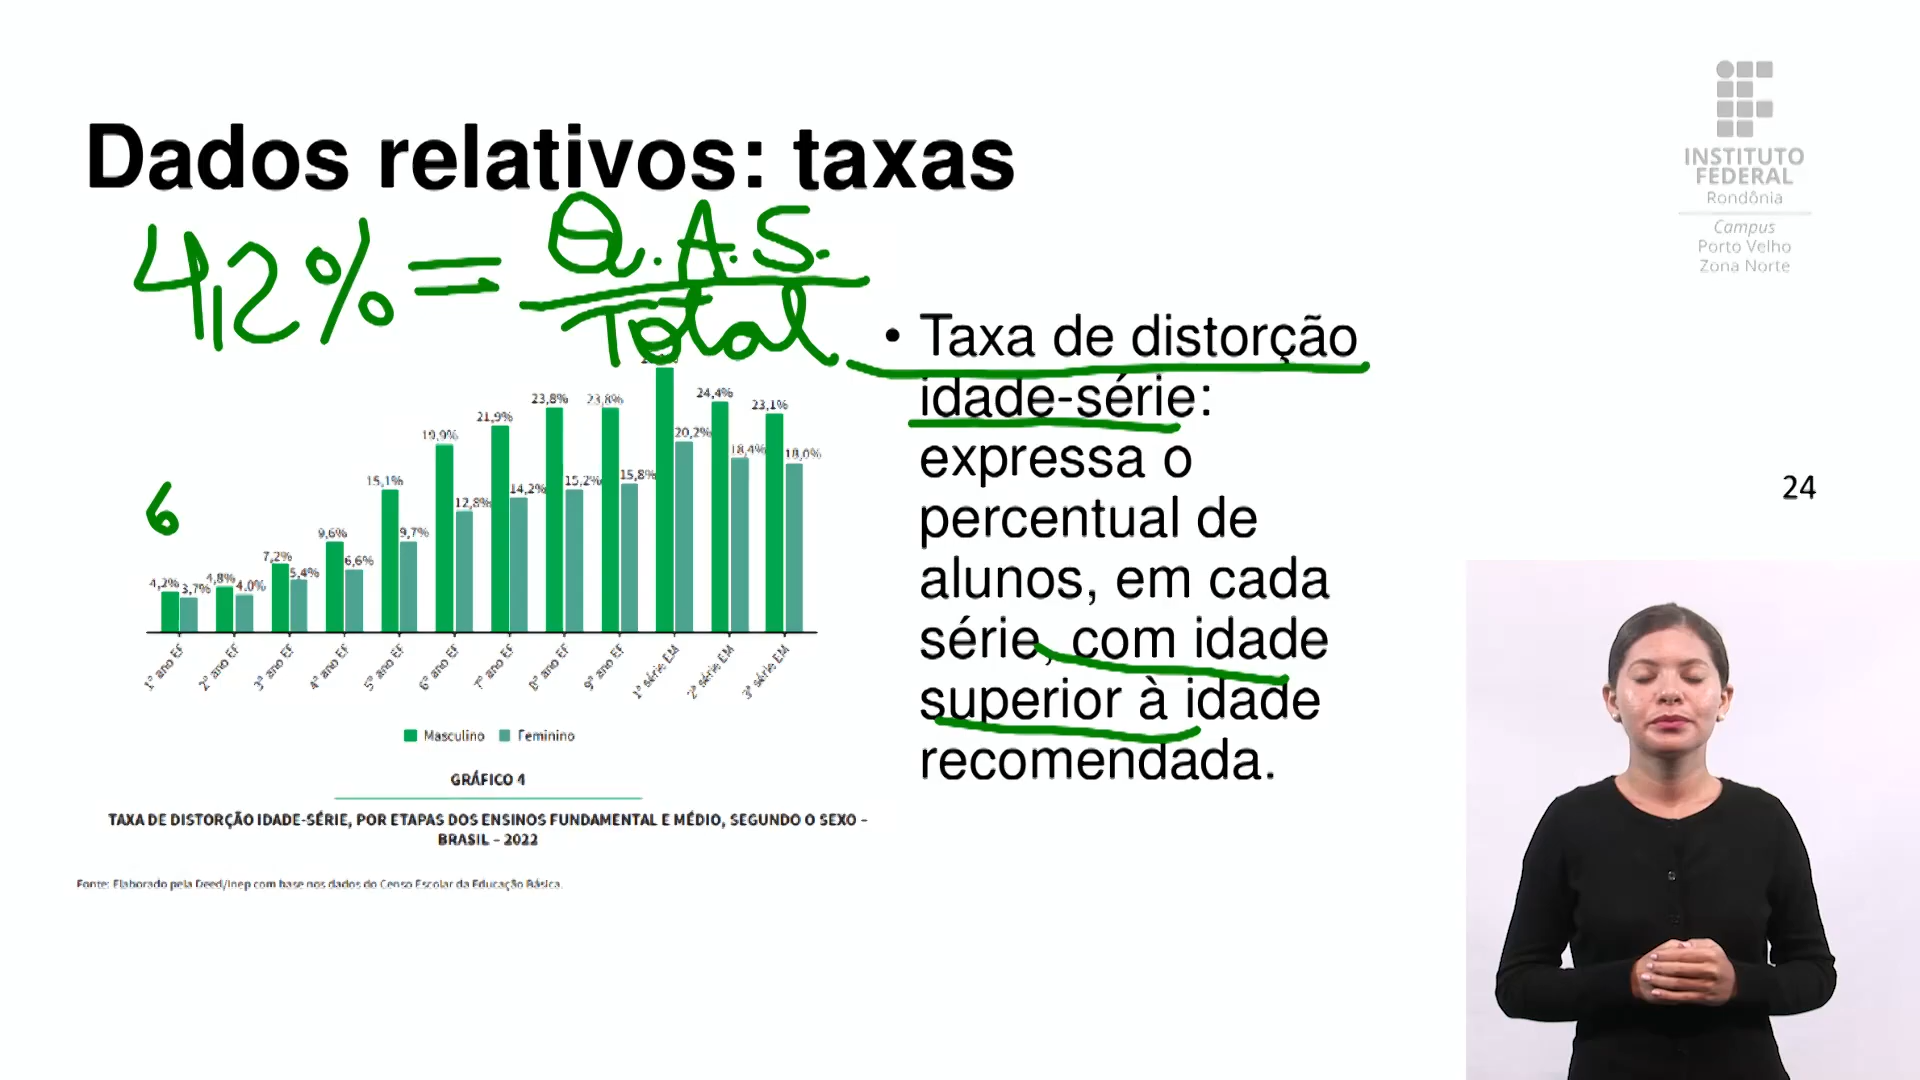 Dados relativos: taxas
4,2% = Q.A.S.
Total
INSTITUTO
FEDERAL
Rondônia
Campus
Porto Velho
Zona Norte
• Taxa de distorção
idade-série:
expressa o
percentual de
alunos, em cada
série, com idade
superior à idade
recomendada.
24
6
4,2% 3,7% 4,8% 4,0% 7,2% 5,4% 9,6% 6,6% 15,1% 9,7% 19,9% 12,8% 21,9% 14,2% 23,8% 15,2% 23,8% 15,8% 20,2% 24,4% 18,4% 23,1% 18,0%
1º ano EF 2º ano EF 3º ano EF 4º ano EF 5º ano EF 6º ano EF 7º ano EF 8º ano EF 9º ano EF 1ª série EM 2ª série EM 3ª série EM
Masculino Feminino
GRÁFICO 4
TAXA DE DISTORÇÃO IDADE-SÉRIE, POR ETAPAS DOS ENSINOS FUNDAMENTAL E MÉDIO, SEGUNDO O SEXO –
BRASIL – 2022
Fonte: Elaborado pela Deed/Inep com base nos dados do Censo Escolar da Educação Básica.